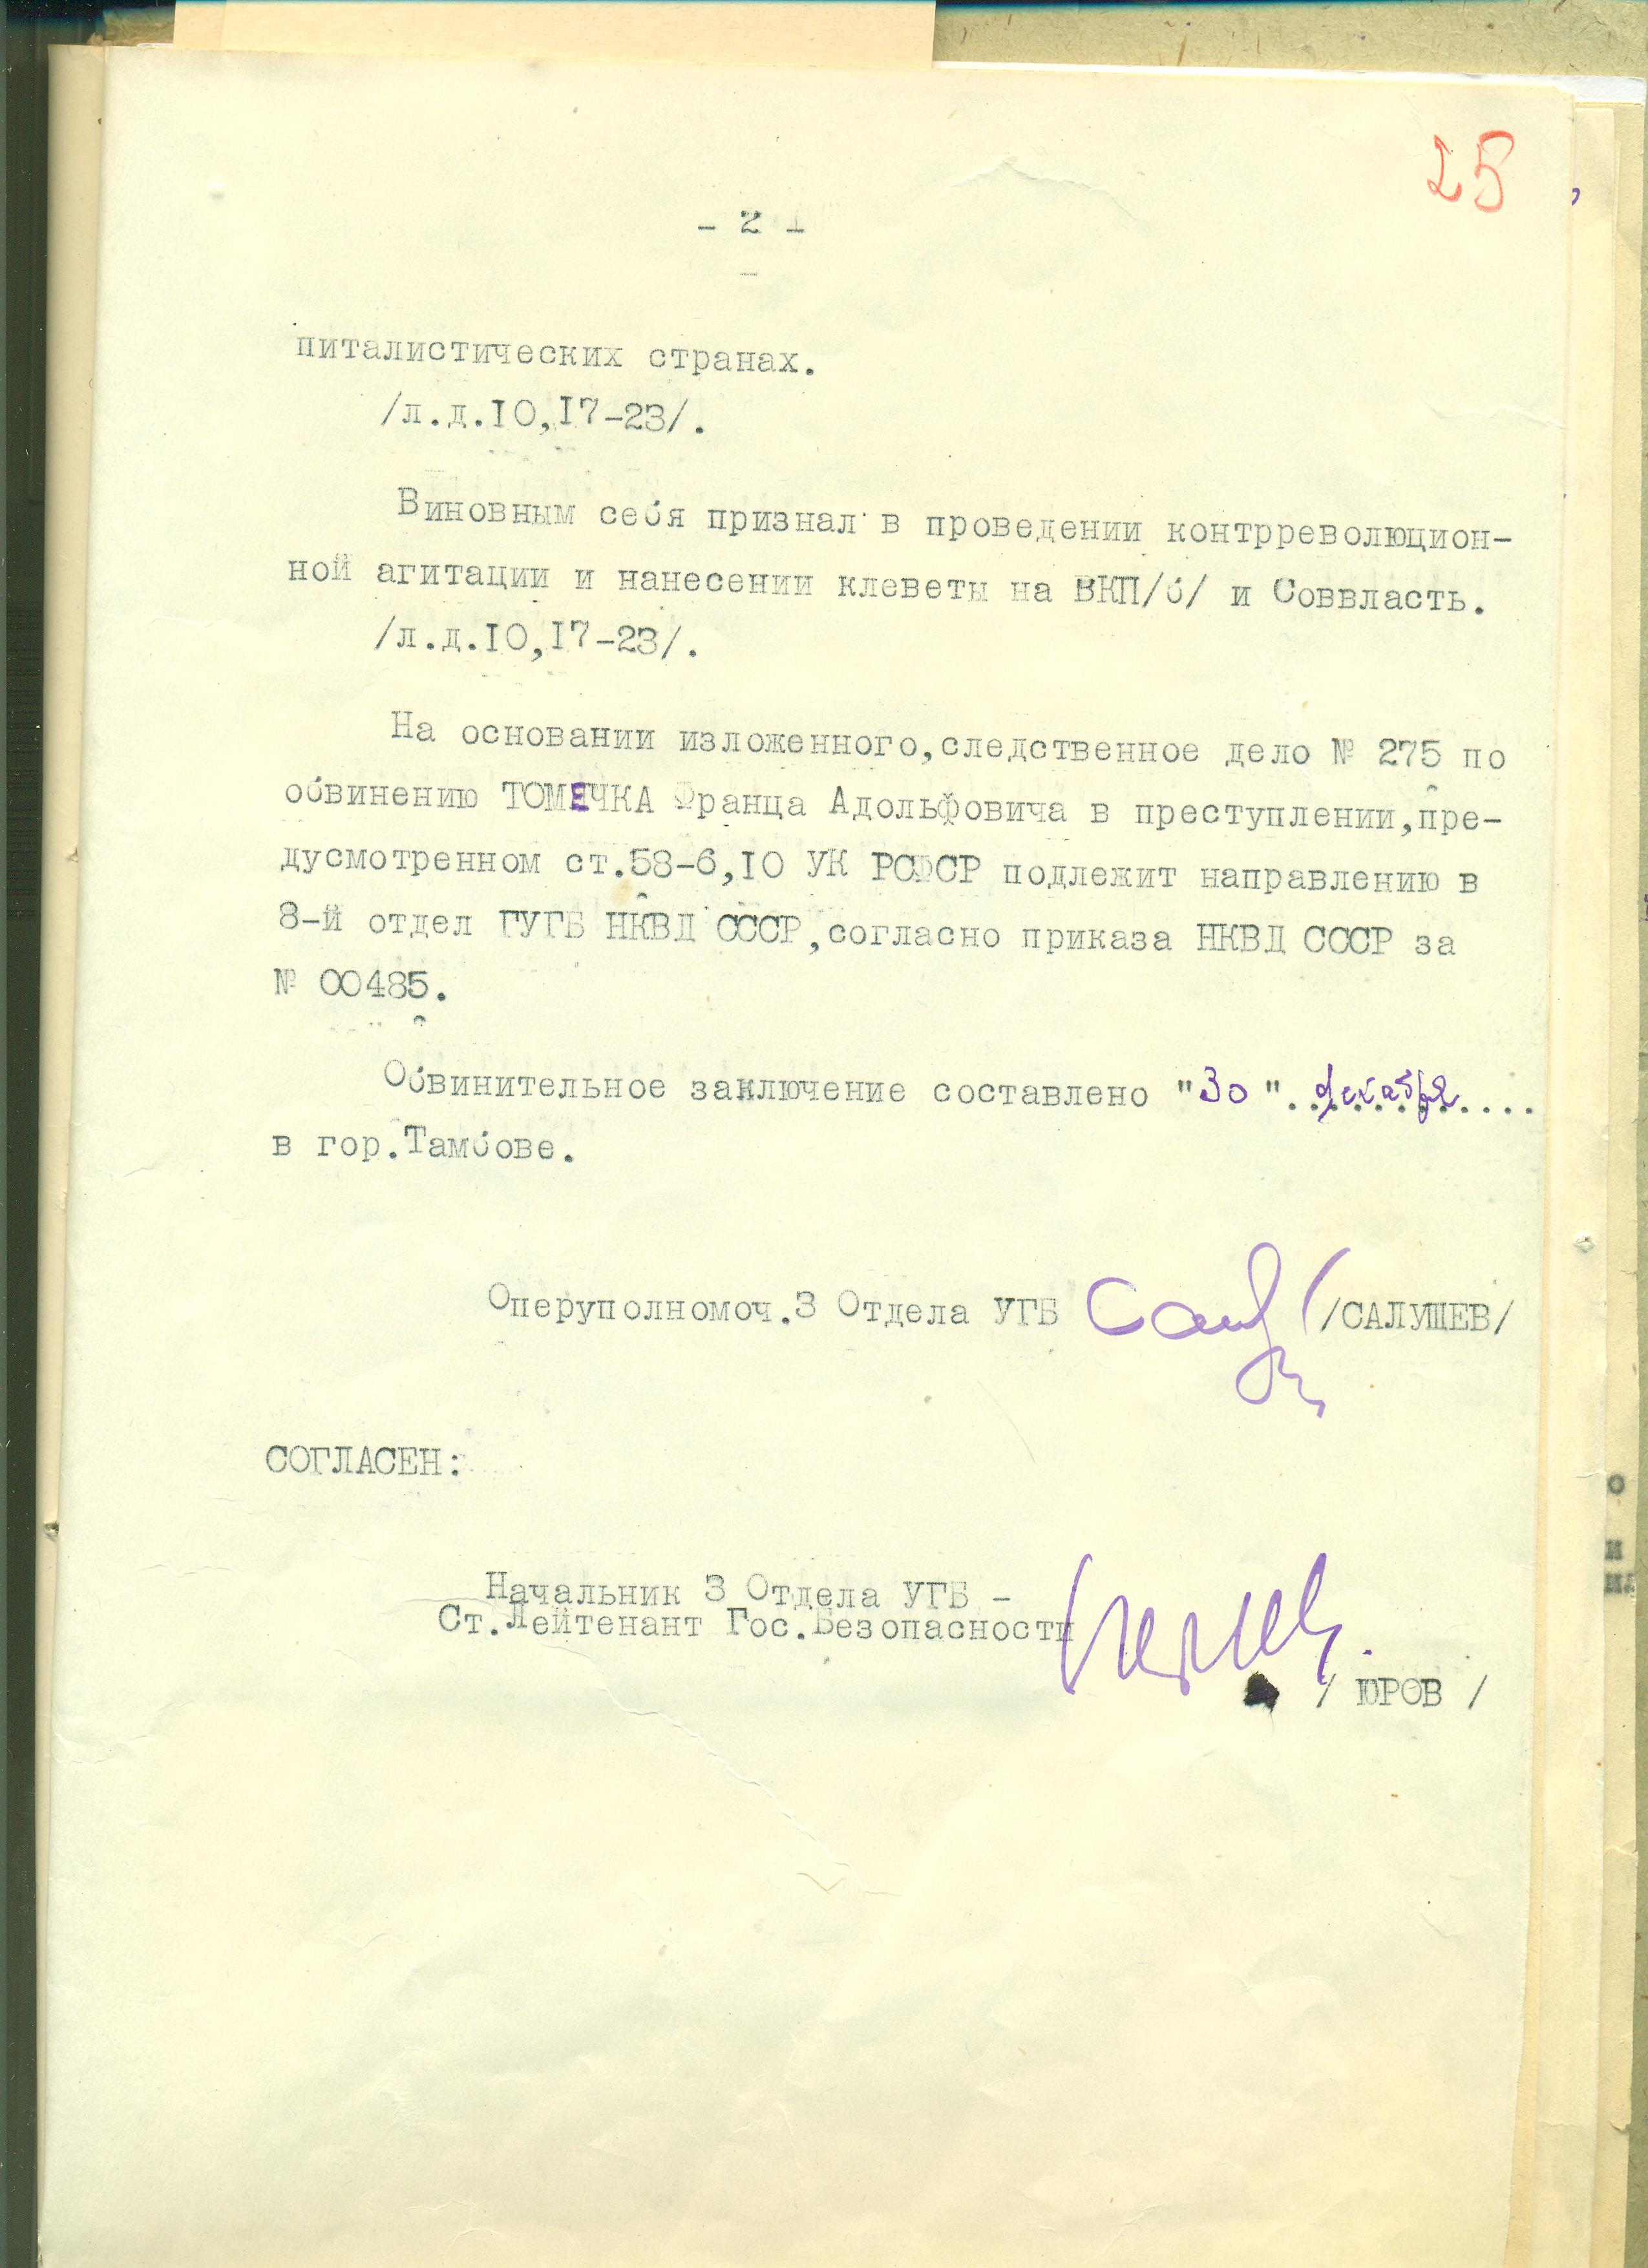 25
- 2 -
питалистических странах.
/л.д.10,17-23/.
Виновным себя признал в проведении контрреволюцион-
ной агитации и нанесении клеветы на ВКП/б/ и Соввласть.
/л.д.10,17-23/.
На основании изложенного,следственное дело № 275 по
обвинению ТОМЕЧКА Франца Адольфовича в преступлении,пре-
дусмотренном ст.58-6,10 УК РСФСР подлежит направлению в
8-й отдел ГУГБ НКВД СССР,согласно приказа НКВД СССР за
№ 00485.
Обвинительное заключение составлено "30" декабря
в гор.Тамбове.
Оперуполномоч.3 Отдела УГБ /САЛУЩЕВ/
СОГЛАСЕН:
Начальник 3 Отдела УГБ -
Ст.Лейтенант Гос.Безопасности
/ ЮРОВ /